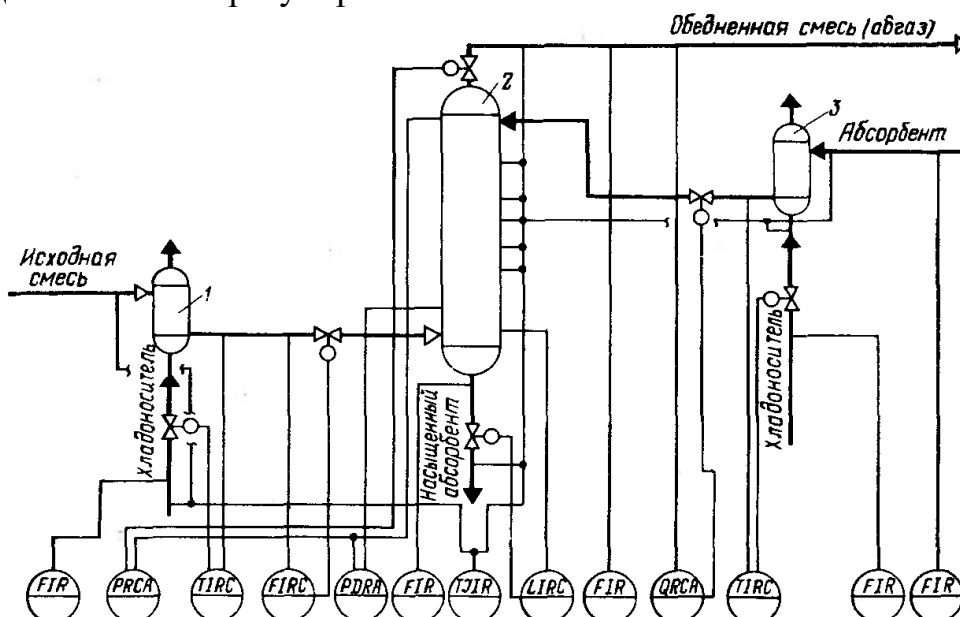 Обедненная смесь (абгаз)
2
3
Абсорбент
Исходная
смесь
1
Хладоноситель
Насыщенный
абсорбент
Хладоноситель
FIR
PRCA
TIRC
FIRC
PDRA
FIR
TJIR
LIRC
FIR
QRCA
TIRC
FIR
FIR